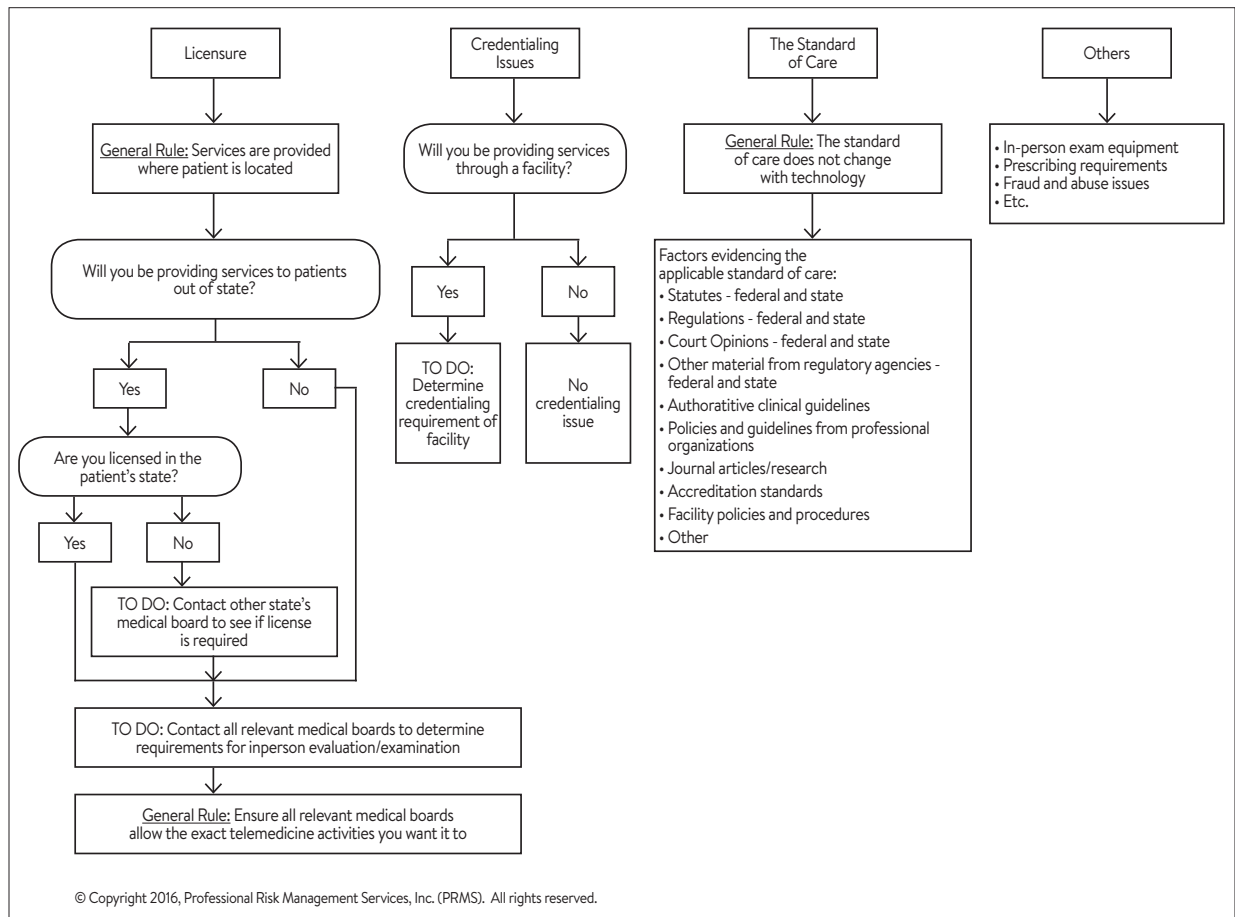 Licensure
General Rule: Services are provided
where patient is located
Will you be providing services to patients
out of state?
Yes
No
Are you licensed in the
patient's state?
Yes
No
TO DO: Contact other state's
medical board to see if license
is required
TO DO: Contact all relevant medical boards to determine
requirements for inperson evaluation/examination
General Rule: Ensure all relevant medical boards
allow the exact telemedicine activities you want it to
Credentialing
Issues
Will you be providing services
through a facility?
Yes
No
TO DO:
Determine
credentialing
requirement of
facility
No
credentialing
issue
The Standard
of Care
General Rule: The standard
of care does not change
with technology
Factors evidencing the
applicable standard of care:
• Statutes - federal and state
• Regulations - federal and state
• Court Opinions - federal and state
• Other material from regulatory agencies -
federal and state
• Authoratitive clinical guidelines
• Policies and guidelines from professional
organizations
• Journal articles/research
• Accreditation standards
• Facility policies and procedures
• Other
Others
• In-person exam equipment
• Prescribing requirements
• Fraud and abuse issues
• Etc.
© Copyright 2016, Professional Risk Management Services, Inc. (PRMS). All rights reserved.